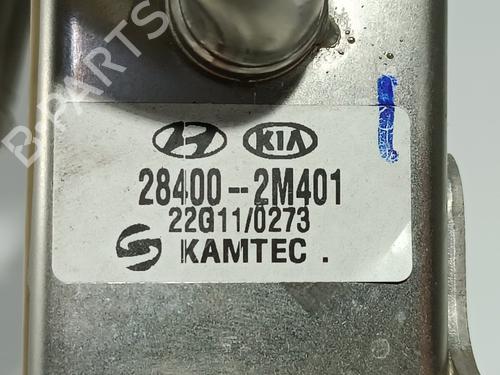 B-PARTS
KIA
28400--2M401
22G11/0273
KAMTEC .